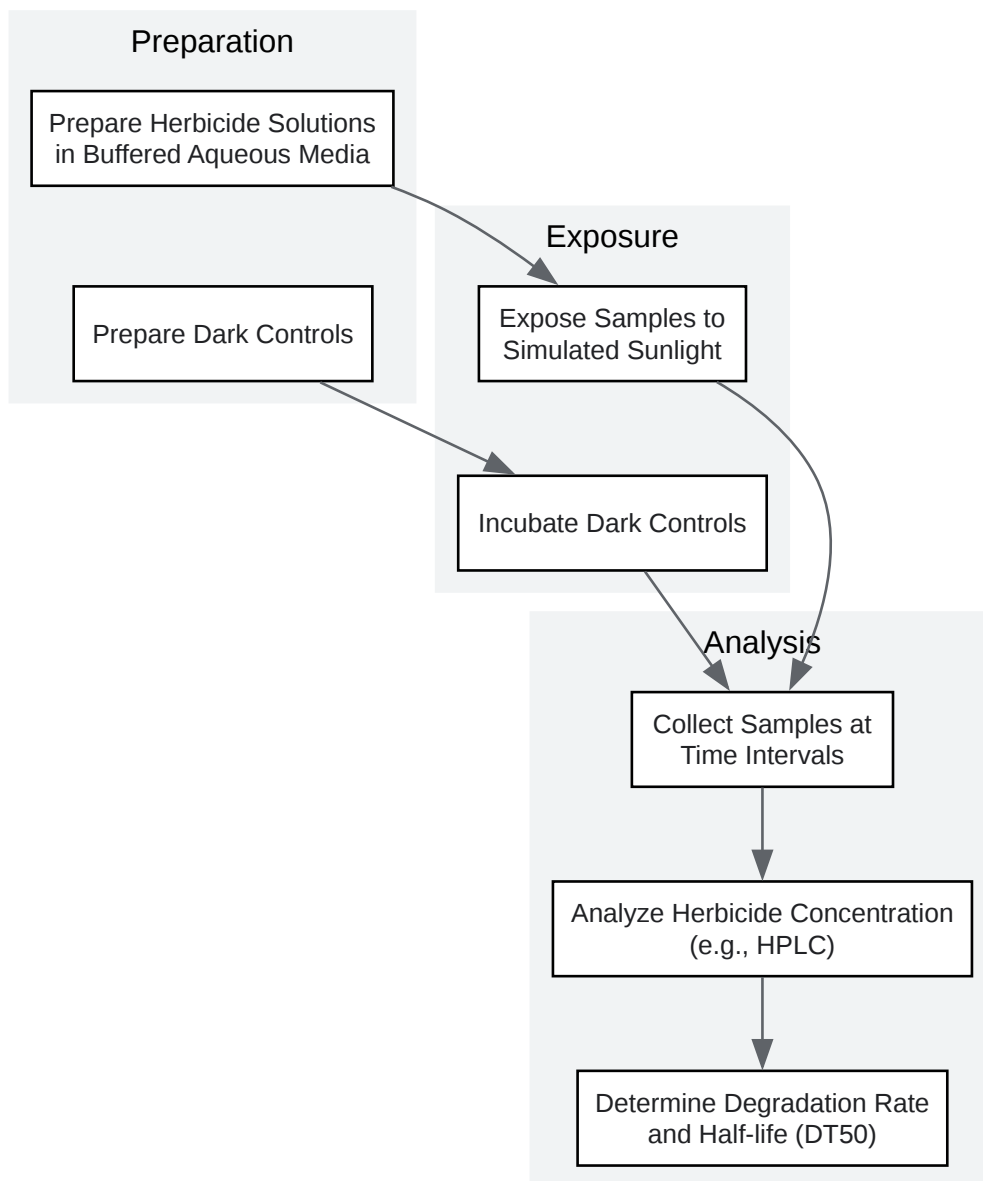 Preparation
Prepare Herbicide Solutions
in Buffered Aqueous Media
Prepare Dark Controls
Exposure
Expose Samples to
Simulated Sunlight
Incubate Dark Controls
Analysis
Collect Samples at
Time Intervals
Analyze Herbicide Concentration
(e.g., HPLC)
Determine Degradation Rate
and Half-life (DT50)